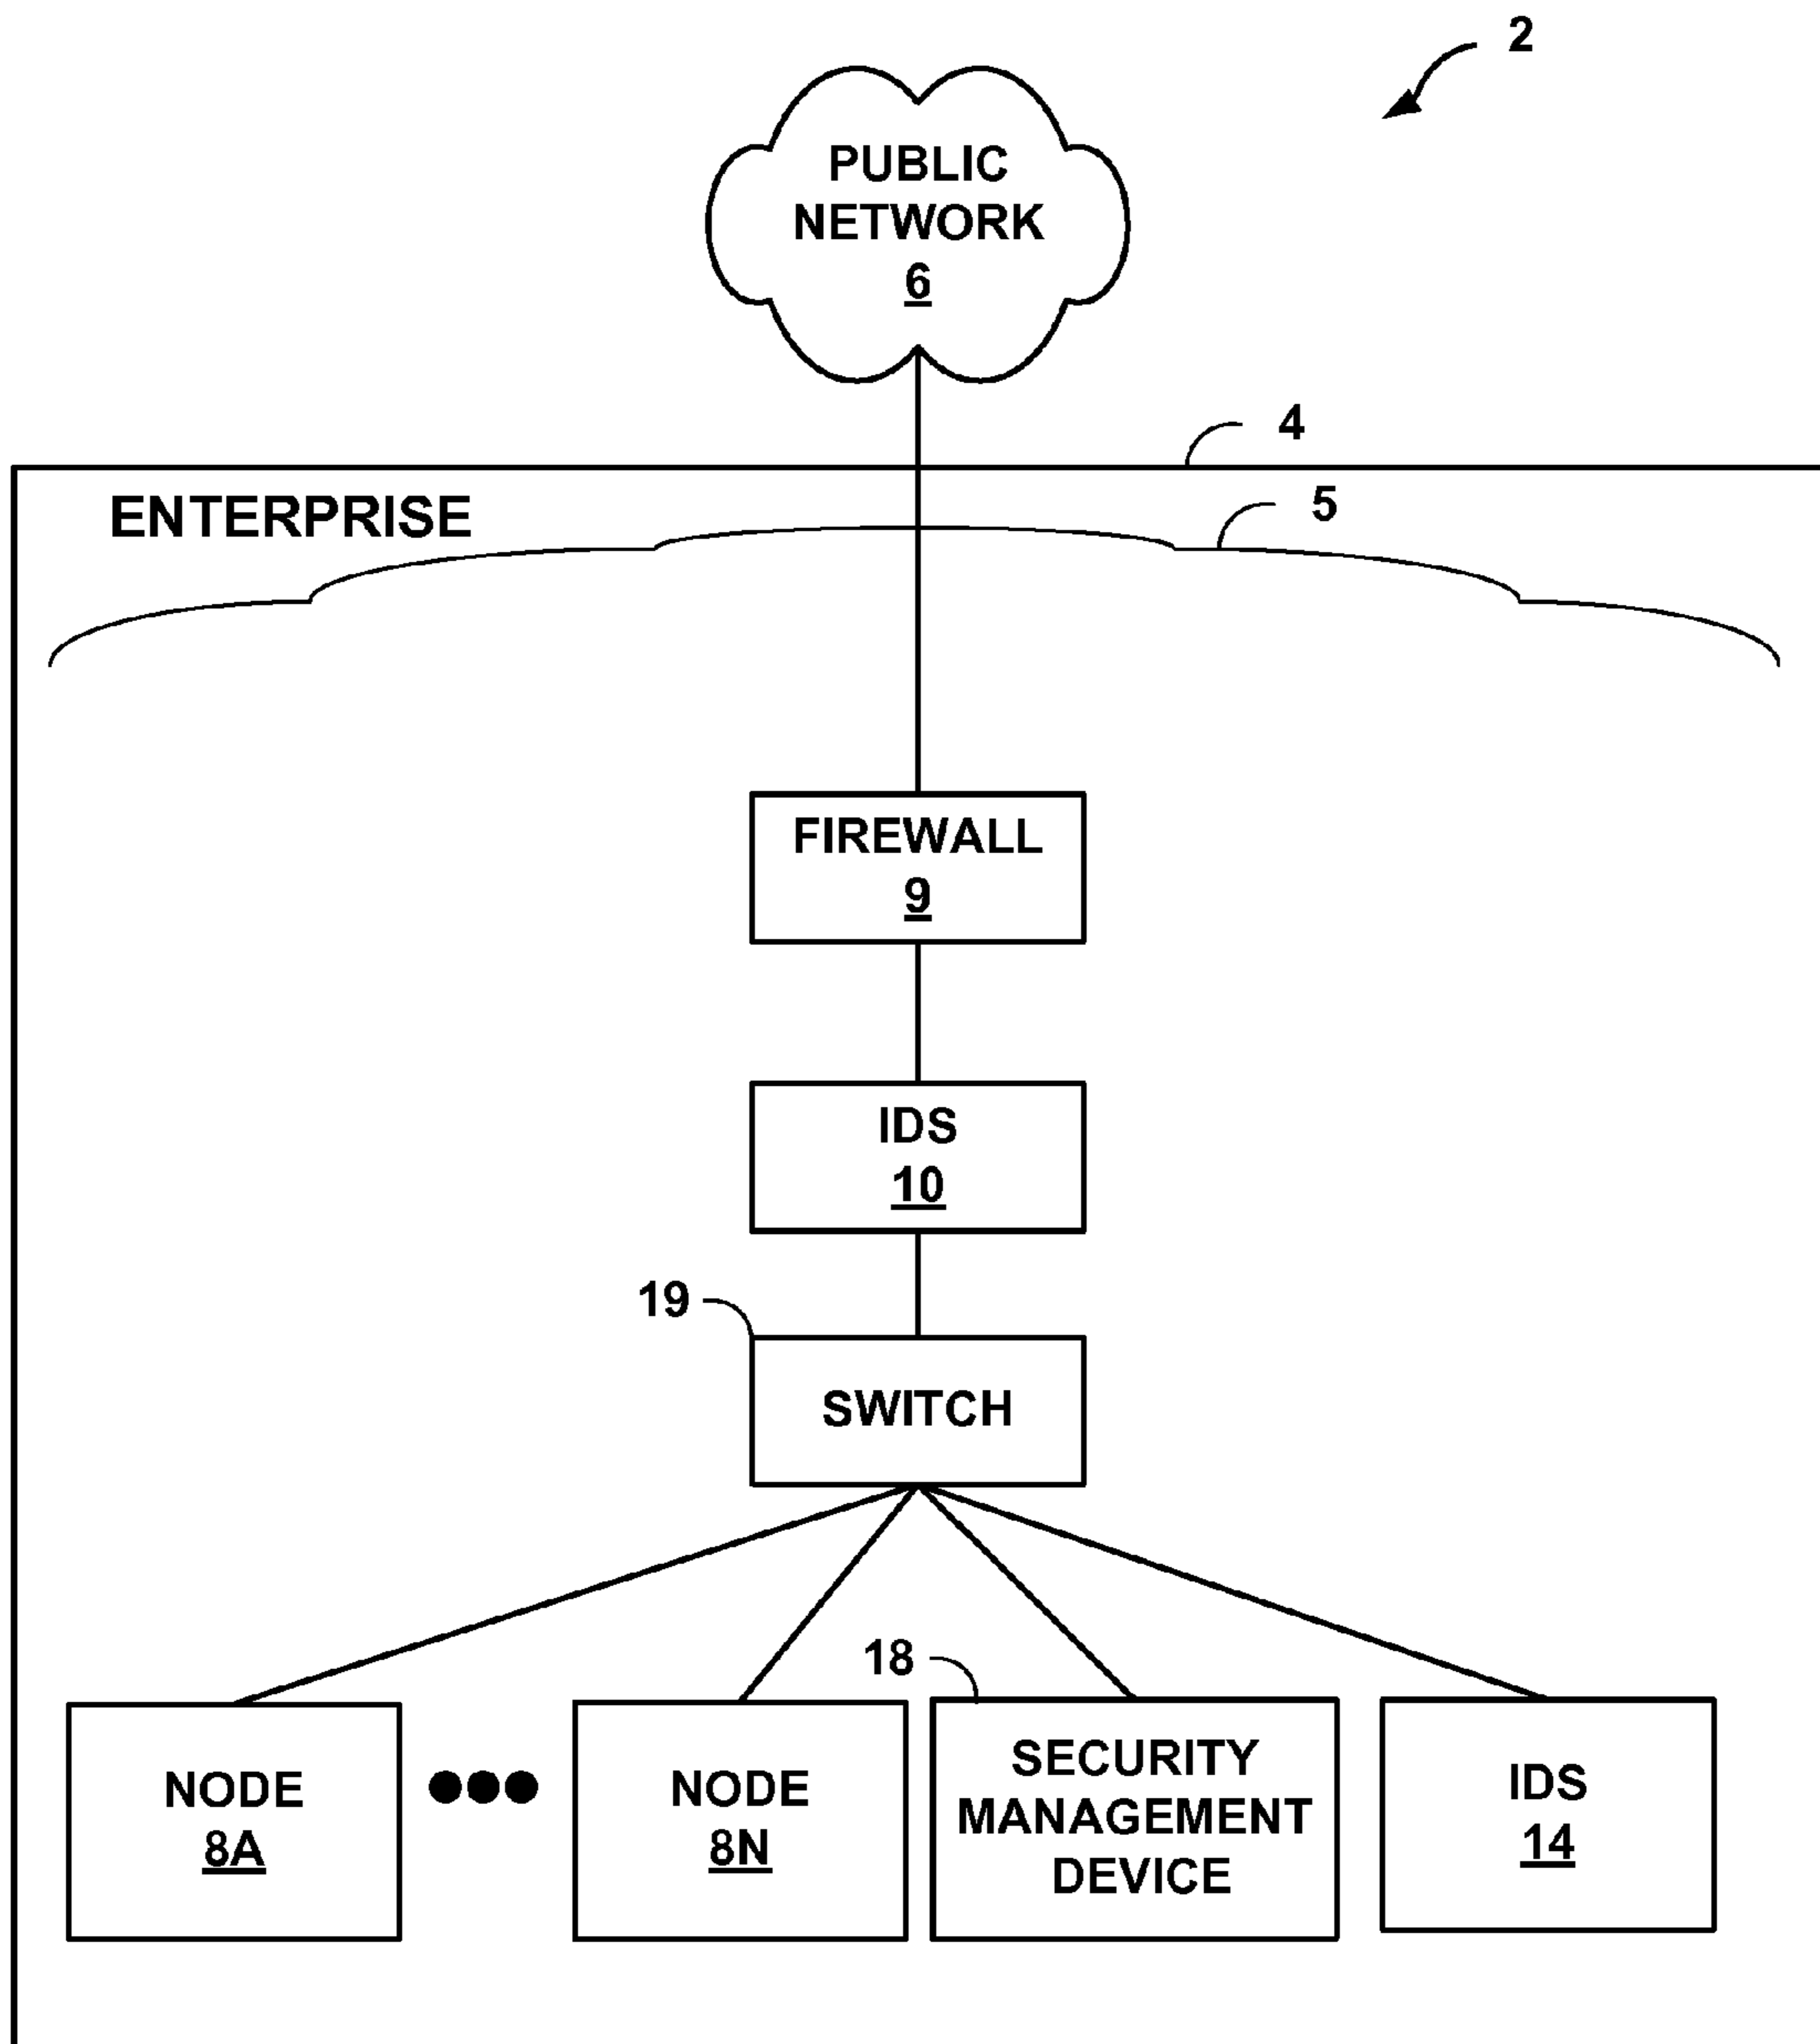 2
PUBLIC
NETWORK
6
4
ENTERPRISE
5
FIREWALL
9
IDS
10
19
SWITCH
18
NODE
8A
NODE
8N
SECURITY
MANAGEMENT
DEVICE
IDS
14